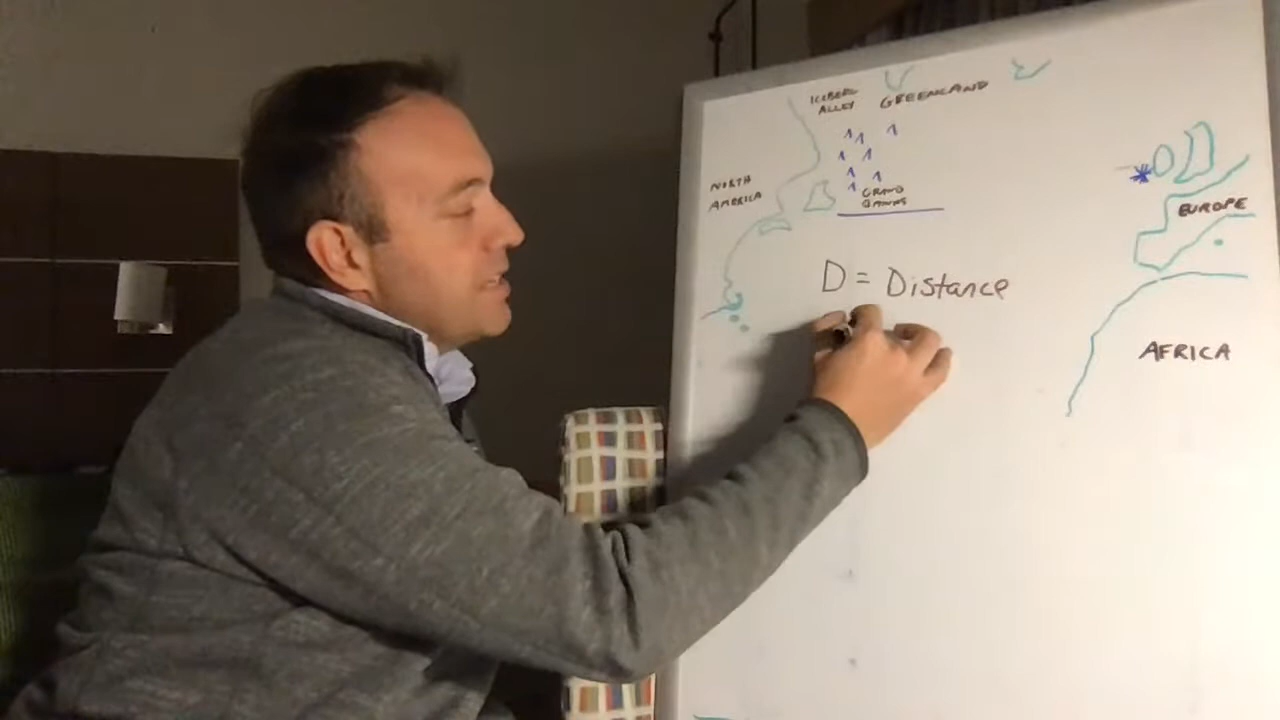 ICEBERG
ALLEY
GREENLAND
NORTH
AMERICA
GRAND
BANKS
EUROPE
D = Distance
AFRICA